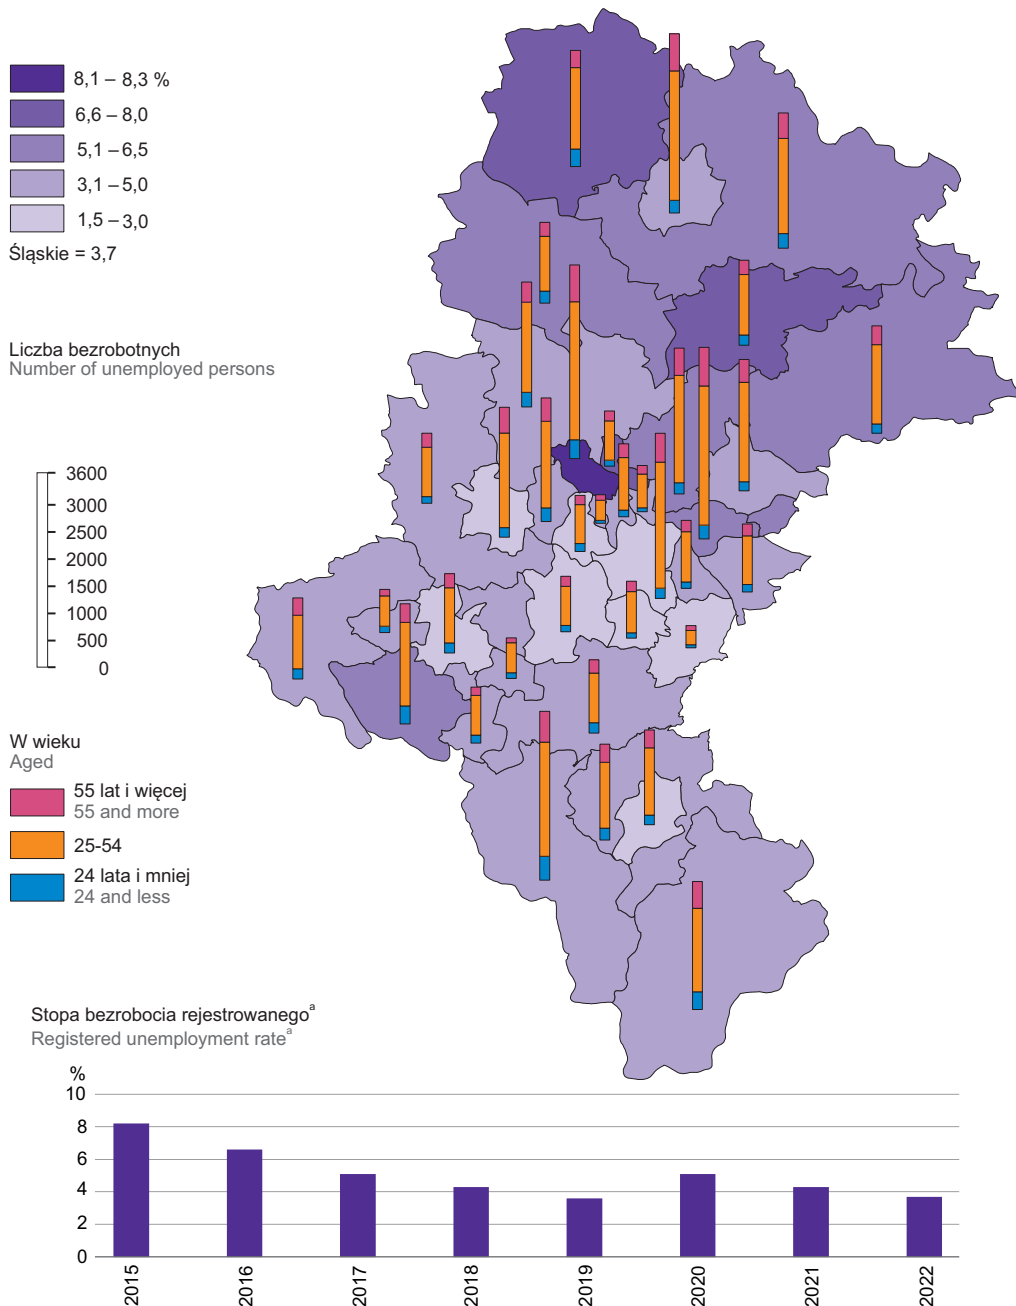 8,1 – 8,3 %
6,6 – 8,0
5,1 – 6,5
3,1 – 5,0
1,5 – 3,0
Śląskie = 3,7
Liczba bezrobotnych
Number of unemployed persons
3600
3000
2500
2000
1500
1000
500
0
W wieku
Aged
55 lat i więcej
55 and more
25-54
24 lata i mniej
24 and less
Stopa bezrobocia rejestrowanego a
Registered unemployment rate a
%
10
8
6
4
2
0
2015
2016
2017
2018
2019
2020
2021
2022